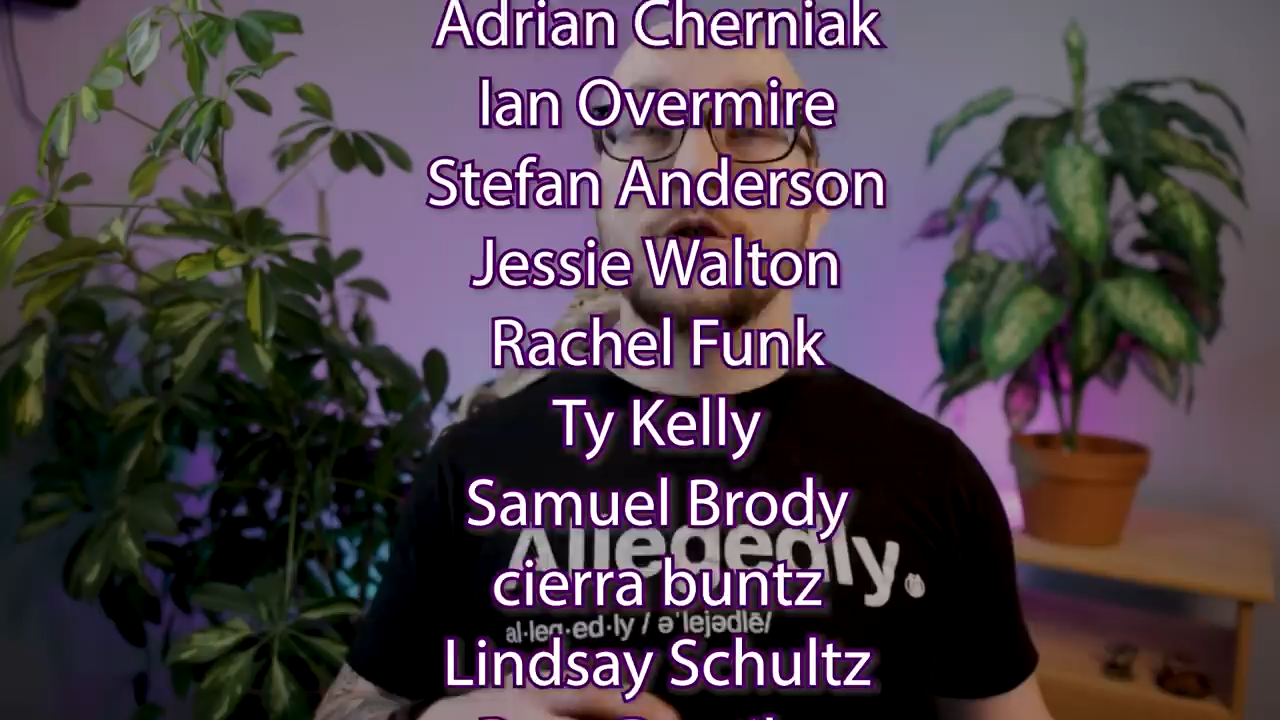 Adrian Cherniak
Ian Overmire
Stefan Anderson
Jessie Walton
Rachel Funk
Ty Kelly
Samuel Brody
Allegedly.
cierra buntz
al·leg·ed·ly / əˈlejədlē/
Lindsay Schultz